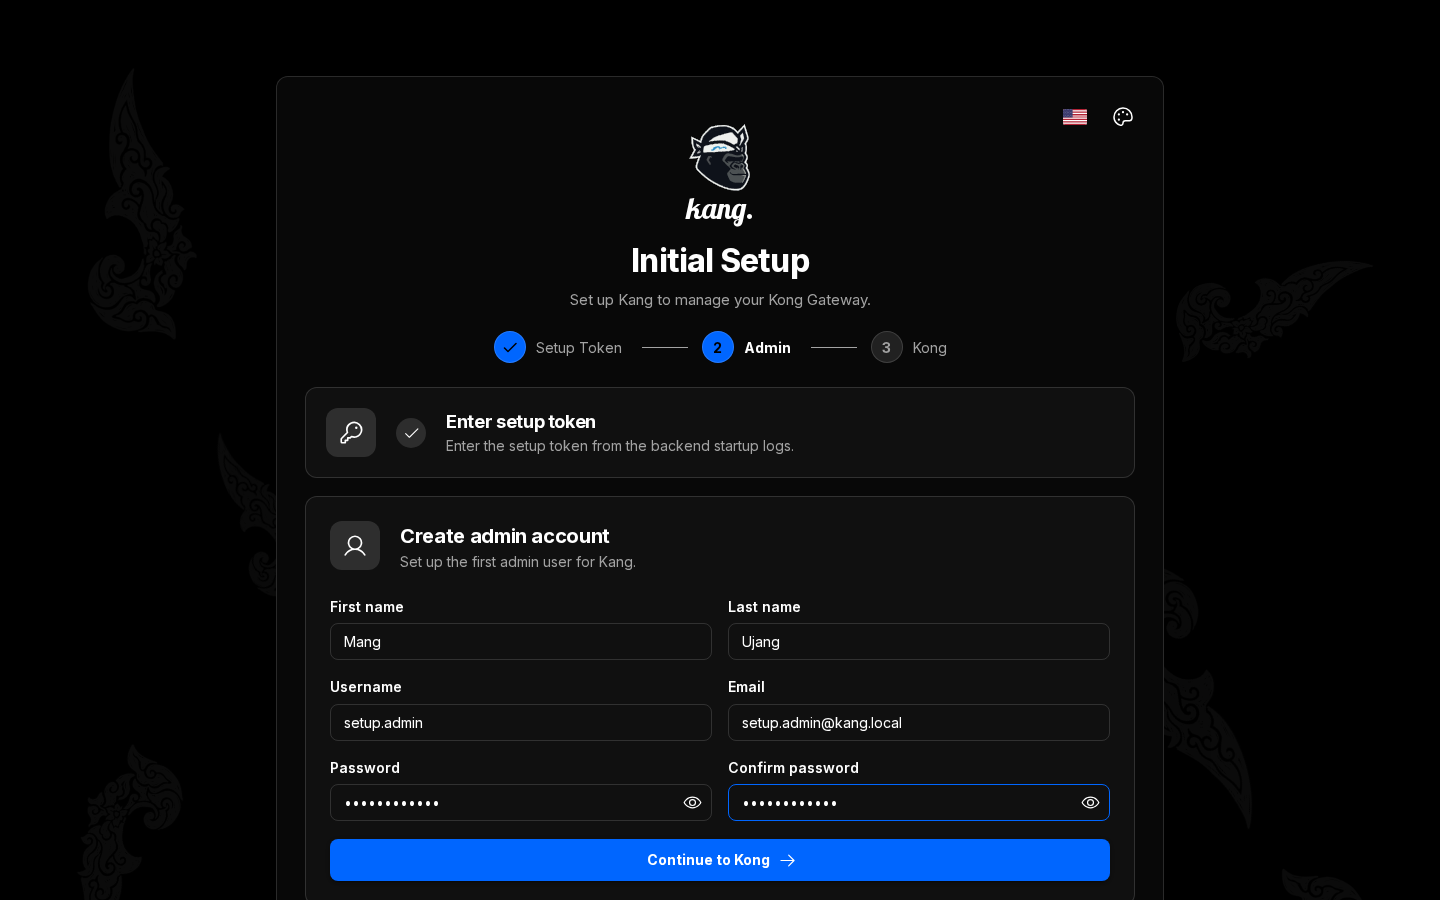 kang.
Initial Setup
Set up Kang to manage your Kong Gateway.
Setup Token
2 Admin
3 Kong
Enter setup token
Enter the setup token from the backend startup logs.
Create admin account
Set up the first admin user for Kang.
First name
Last name
Mang
Ujang
Username
Email
setup.admin
setup.admin@kang.local
Password
Confirm password
••••••••••••
••••••••••••
Continue to Kong →